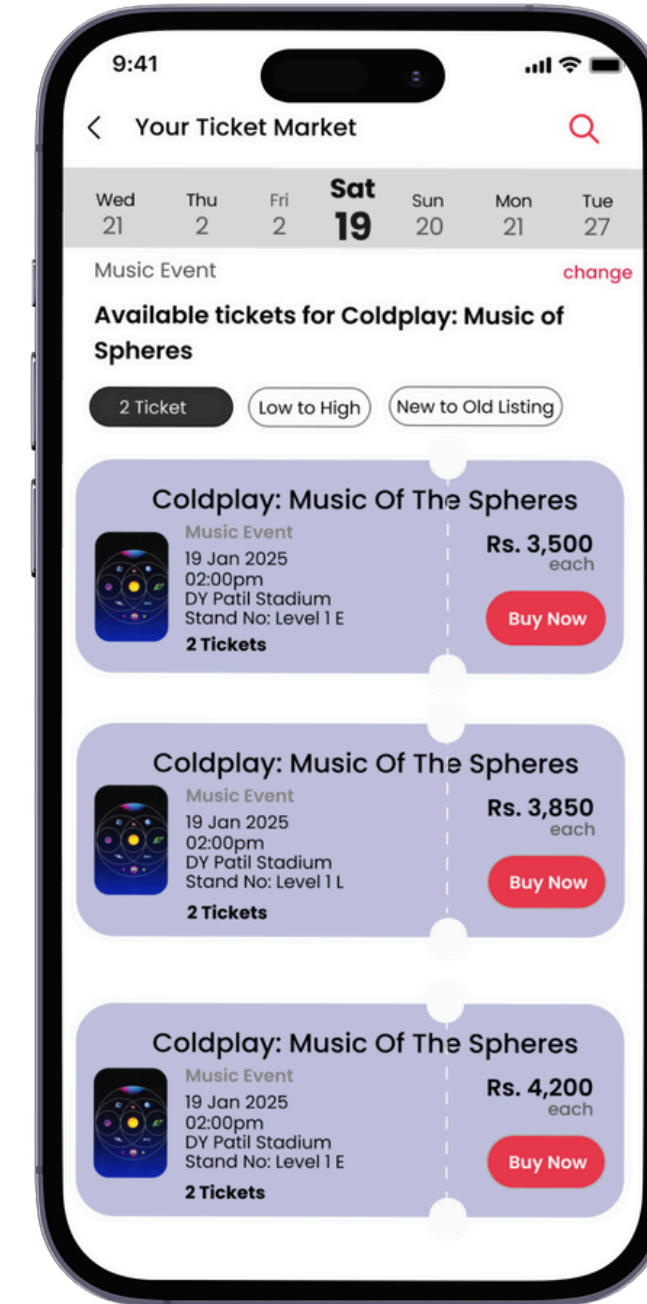 9:41
Your Ticket Market
Wed Thu Fri Sat Sun Mon Tue
21 2 2 19 20 21 27
Music Event change
Available tickets for Coldplay: Music of
Spheres
2 Ticket Low to High New to Old Listing
Coldplay: Music Of The Spheres
Music Event
19 Jan 2025
02:00pm
DY Patil Stadium
Stand No: Level 1 E
2 Tickets
Rs. 3,500
each
Buy Now
Coldplay: Music Of The Spheres
Music Event
19 Jan 2025
02:00pm
DY Patil Stadium
Stand No: Level 1 L
2 Tickets
Rs. 3,850
each
Buy Now
Coldplay: Music Of The Spheres
Music Event
19 Jan 2025
02:00pm
DY Patil Stadium
Stand No: Level 1 E
2 Tickets
Rs. 4,200
each
Buy Now